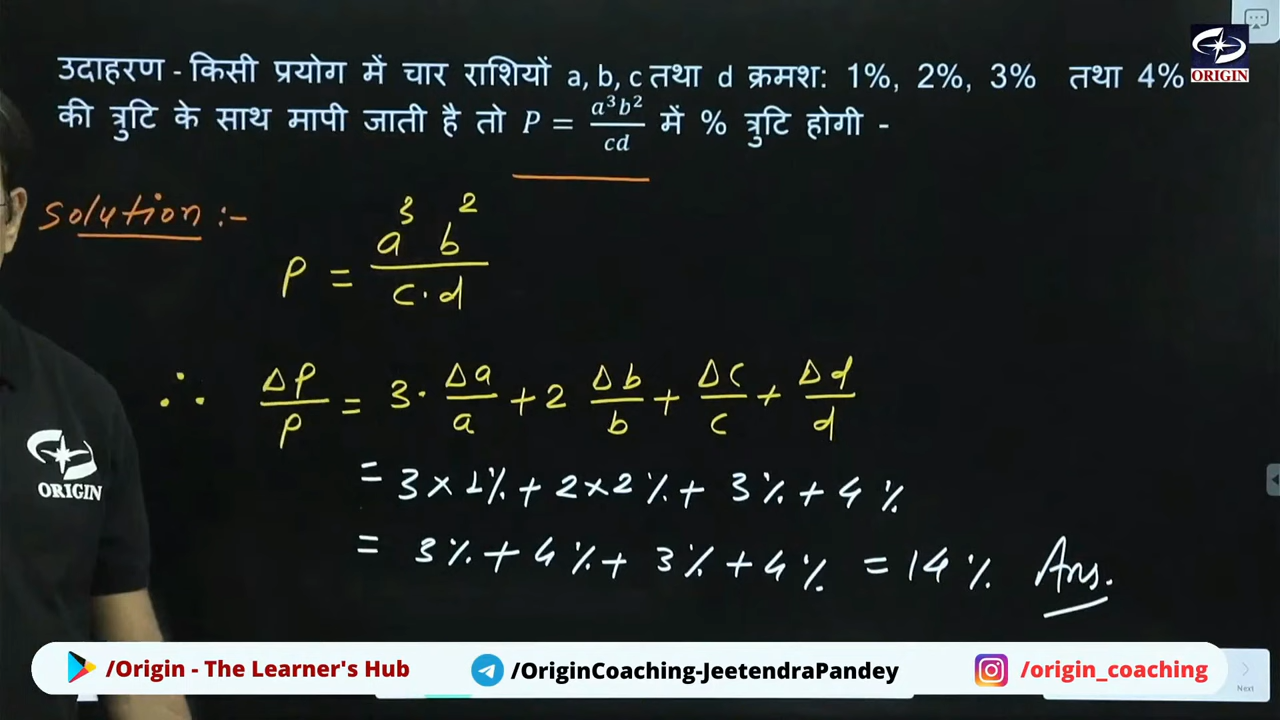 उदाहरण - किसी प्रयोग में चार राशियों a, b, c तथा d क्रमश: 1%, 2%, 3% तथा 4%
की त्रुटि के साथ मापी जाती है तो P = a³b²/cd में % त्रुटि होगी -
ORIGIN
Solution :-
P = a³ b² / c · d
∴ ΔP/P = 3 · Δa/a + 2 Δb/b + Δc/c + Δd/d
= 3 × 1% + 2 × 2% + 3% + 4%
= 3% + 4% + 3% + 4% = 14% Ans.
ORIGIN
/Origin - The Learner's Hub
/OriginCoaching-JeetendraPandey
/origin_coaching
Next